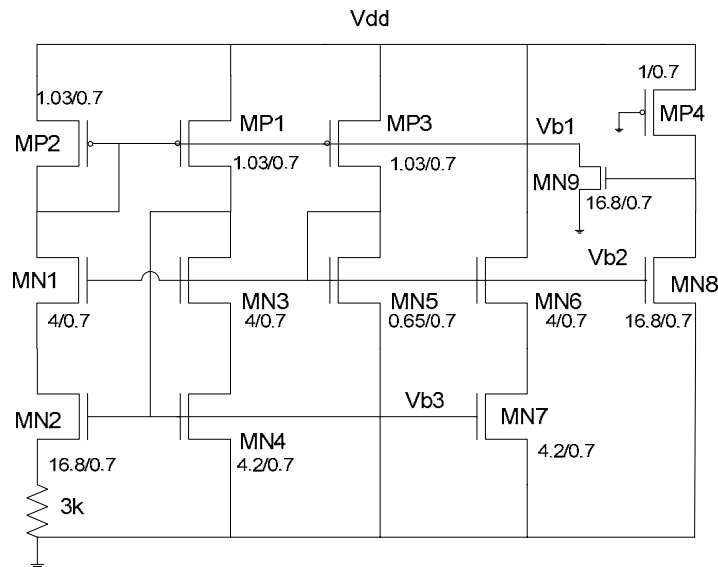 Vdd
1/0.7
1.03/0.7
MP2
MP1
MP3
Vb1
MP4
1.03/0.7
1.03/0.7
MN9
16.8/0.7
Vb2
MN1
MN3
MN5
MN6
MN8
4/0.7
4/0.7
0.65/0.7
4/0.7
16.8/0.7
Vb3
MN2
MN4
MN7
16.8/0.7
4.2/0.7
4.2/0.7
3k